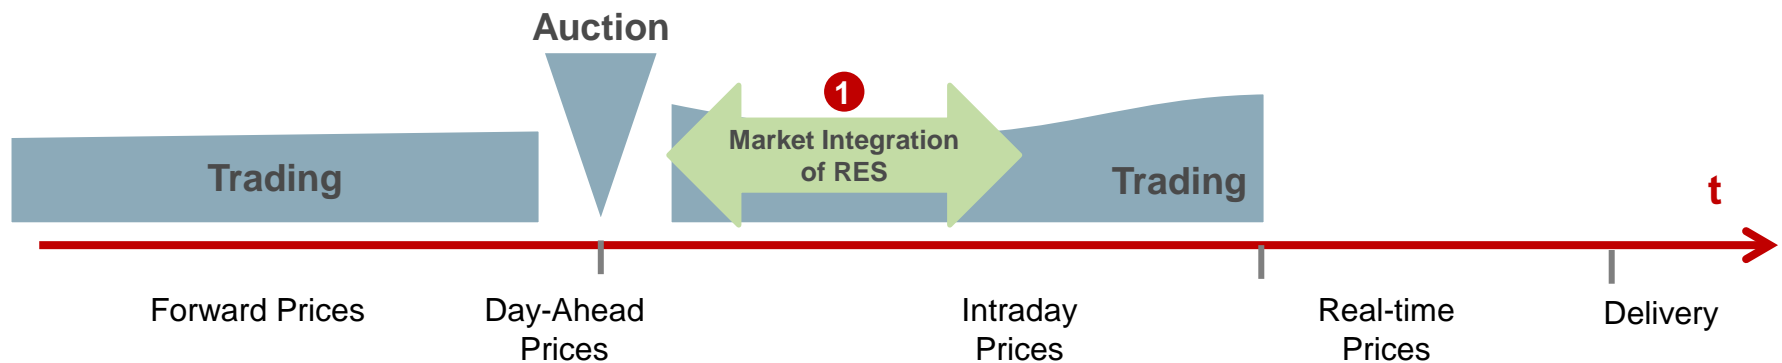 Auction
1
Market Integration
of RES
Trading
Trading
t
Forward Prices
Day-Ahead
Prices
Intraday
Prices
Real-time
Prices
Delivery